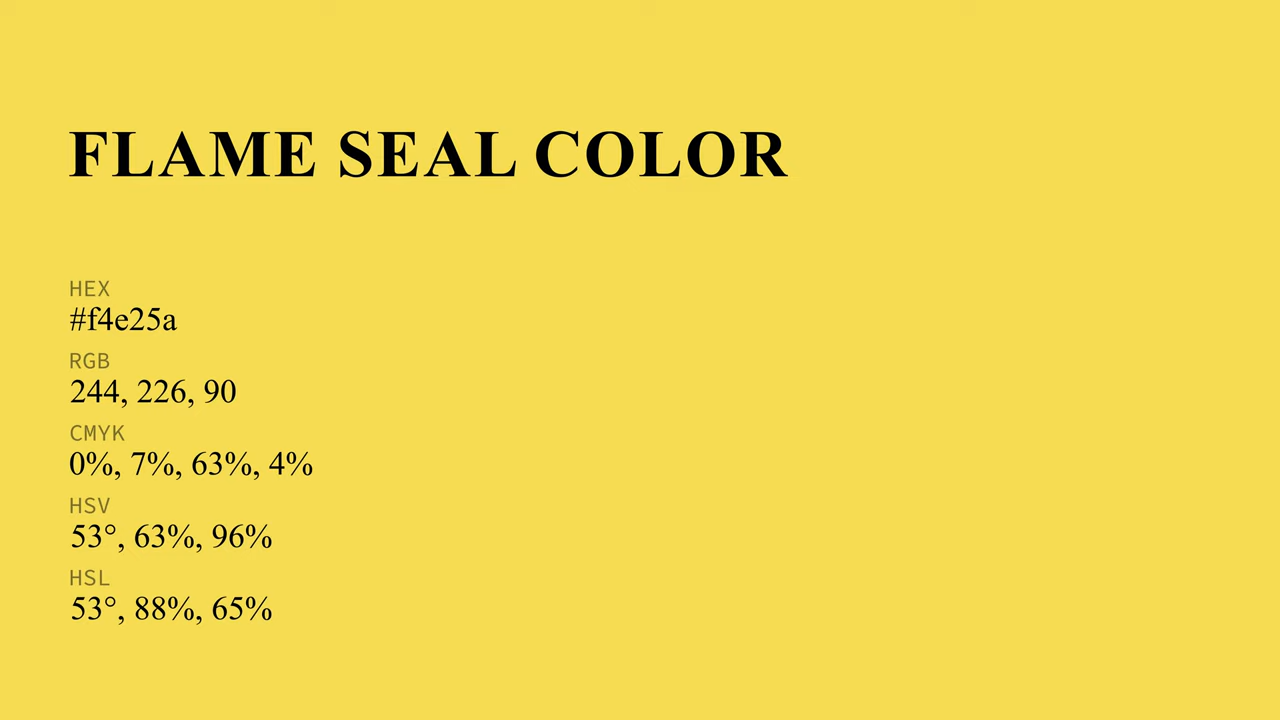 FLAME SEAL COLOR
HEX
#f4e25a
RGB
244, 226, 90
CMYK
0%, 7%, 63%, 4%
HSV
53°, 63%, 96%
HSL
53°, 88%, 65%